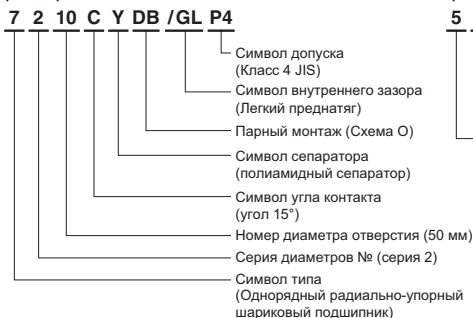 7 2 10 C Y DB /GL P4
5
Символ допуска
(Класс 4 JIS)
Символ внутреннего зазора
(Легкий преднатяг)
Парный монтаж (Схема О)
Символ сепаратора
(полиамидный сепаратор)
Символ угла контакта
(угол 15°)
Номер диаметра отверстия (50 мм)
Серия диаметров № (серия 2)
Символ типа
(Однорядный радиально-упорный
шариковый подшипник)